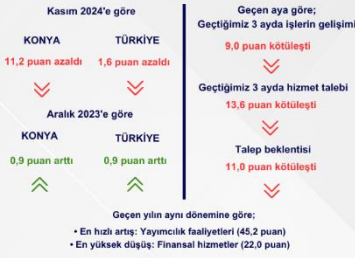 Kasım 2024'e göre
KONYA
TÜRKİYE
11,2 puan azaldı
1,6 puan azaldı
Aralık 2023'e göre
KONYA
TÜRKİYE
0,9 puan arttı
0,9 puan arttı
Geçen aya göre;
Geçtiğimiz 3 ayda işlerin gelişimi
9,0 puan kötüleşti
Geçtiğimiz 3 ayda hizmet talebi
13,6 puan kötüleşti
Talep beklentisi
11,0 puan kötüleşti
Geçen yılın aynı dönemine göre;
• En hızlı artış: Yayımcılık faaliyetleri (45,2 puan)
• En yüksek düşüş: Finansal hizmetler (22,0 puan)